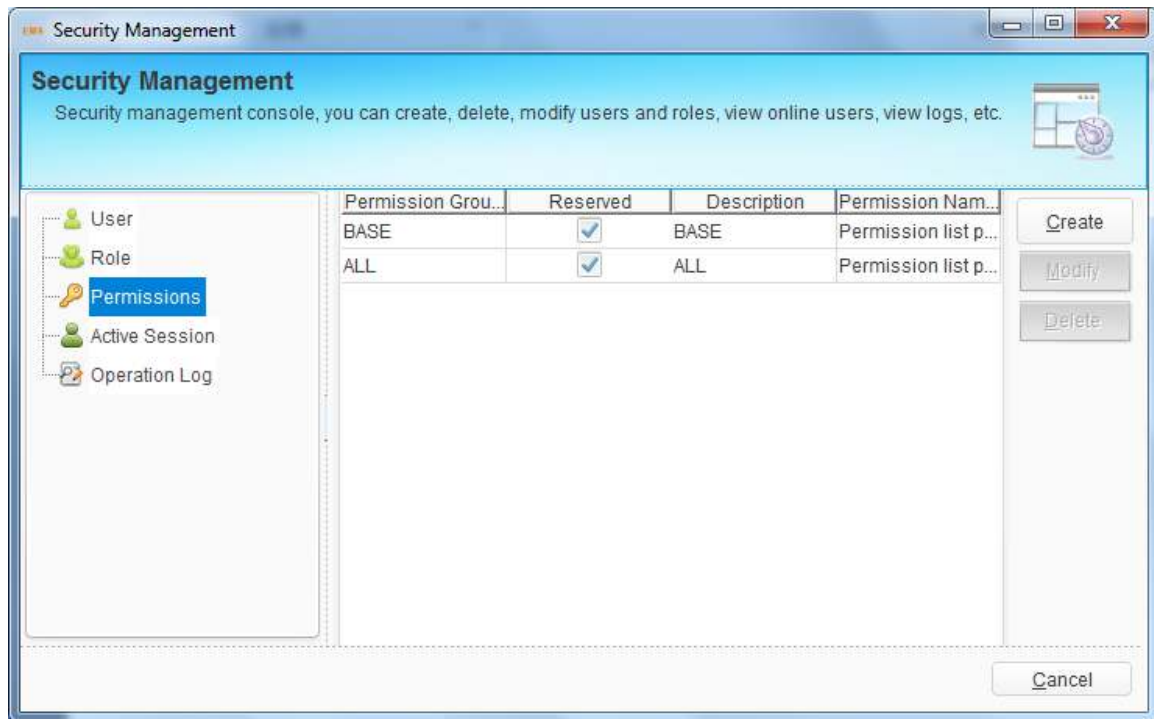 Security Management
Security Management
Security management console, you can create, delete, modify users and roles, view online users, view logs, etc.
User
Role
Permissions
Active Session
Operation Log
Permission Grou... Reserved Description Permission Nam...
BASE BASE Permission list p...
ALL ALL Permission list p...
Create
Modify
Delete
Cancel